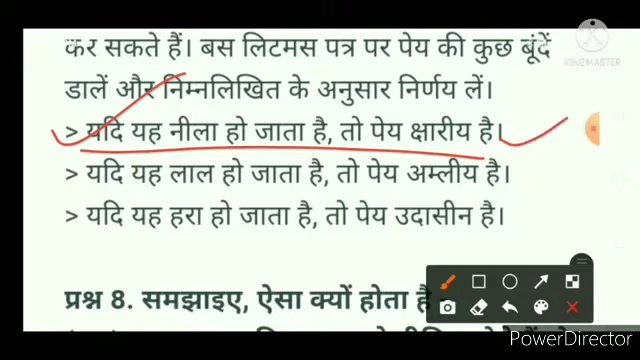 कर सकते हैं। बस लिटमस पत्र पर पेय की कुछ बूंदें
डालें और निम्नलिखित के अनुसार निर्णय लें।
> यदि यह नीला हो जाता है, तो पेय क्षारीय है।
> यदि यह लाल हो जाता है, तो पेय अम्लीय है।
> यदि यह हरा हो जाता है, तो पेय उदासीन है।
प्रश्न 8. समझाइए, ऐसा क्यों होता है
KINEMASTER
PowerDirector